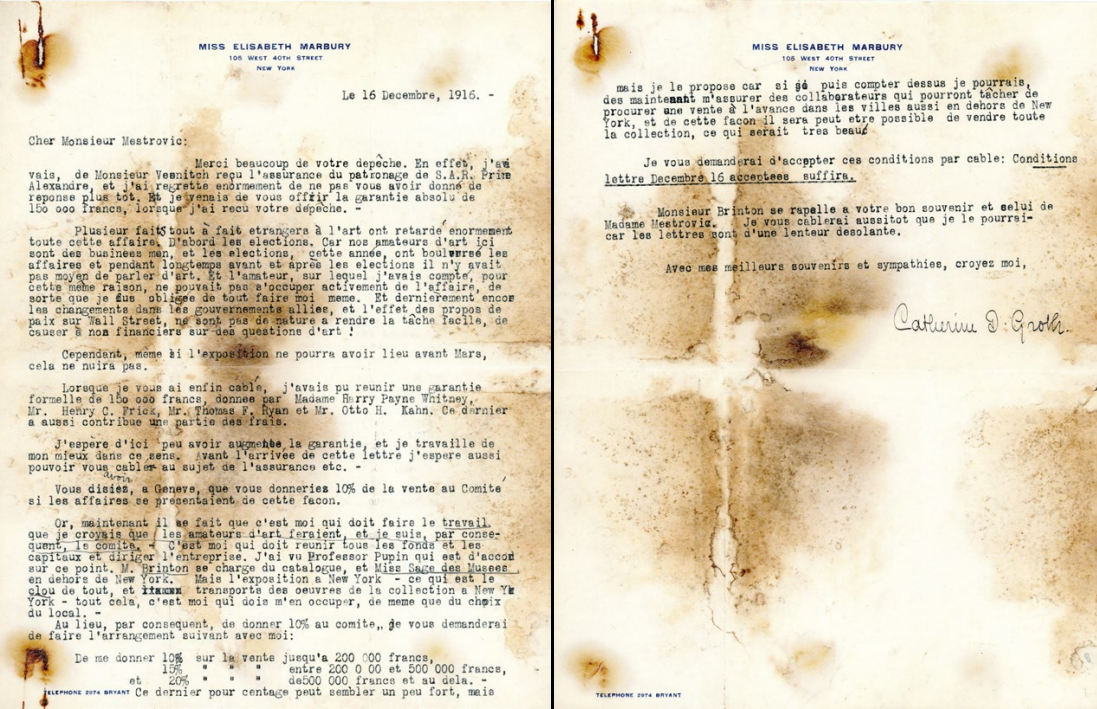 MISS ELISABETH MARBURY
105 WEST 40TH STREET
NEW YORK
Le 16 Decembre, 1916. -
Cher Monsieur Mestrovic:
Merci beaucoup de votre depêche. En effet, j'a
vais, de Monsieur Vesnitch reçu l'assurance du patronage de S.A.R. Prim
Alexandre, et j'ai regrette enormement de ne pas vous avoir donné de
reponse plus tôt. Et je venais de vous offrir la garantie absolu de
150 000 francs, lorsque j'ai recu votre dépeche. -
Plusieur faits tout à fait etrangers à l'art ont retardé enormement
toute cette affaire. D'abord les elections. Car nos amateurs d'art ici
sont des business men, et les elections, cette année, ont boulversé les
affaires et pendant longtemps avant et après les elections il n'y avait
pas moyen de parler d'art. Et l'amateur, sur lequel j'avais compté, pour
cette même raison, ne pouvait pas s'occuper activement de l'affaire, de
sorte que je fus obligée de tout faire moi meme. Et dernierement encor
les changements dans les gouvernements allies, et l'effet des propos de
paix sur Wall Street, ne sont pas de nature a rendre la tâche facile, de
causer à nos financiers sur des questions d'art !
Cependant, même si l'exposition ne pourra avoir lieu avant Mars,
cela ne nuira pas.
Lorsque je vous ai enfin cablé, j'avais pu reunir une garantie
formelle de 150 000 francs, donnee par Madame Harry Payne Whitney,
Mr. Henry C. Frick, Mr. Thomas F. Ryan et Mr. Otto H. Kahn. Ce dernier
a aussi contribue une partie des frais.
J'espère d'ici peu avoir augmenté la garantie, et je travaille de
mon mieux dans ce sens. Avant l'arrivée de cette lettre j'espere aussi
pouvoir vous cabler au sujet de l'assurance etc. -
avoir
Vous disiez, a Geneve, que vous donneriez 10% de la vente au Comité
si les affaires se présentaient de cette facon.
Or, maintenant il se fait que c'est moi qui doit faire le travail
que je croyais que les amateurs d'art feraient, et je suis, par conse-
quent, le comite. - C'est moi qui doit reunir tous les fonds et les
capitaux et diriger l'entreprise. J'ai vu Professor Pupin qui est d'accord
sur ce point. M. Brinton se charge du catalogue, et Miss Sage des Musees
en dehors de New York. Mais l'exposition a New York - ce qui est le
clou de tout, et transports des oeuvres de la collection a New Y
York - tout cela, c'est moi qui dois m'en occuper, de meme que du choix
du local. -
Au lieu, par consequent, de donner 10% au comite, je vous demanderai
de faire l'arrangement suivant avec moi:
De me donner 10% sur la vente jusqu'a 200 000 francs,
15% " " " entre 200 0 00 et 500 000 francs,
et 20% " " " de500 000 francs et au dela. -
TELEPHONE 2974 BRYANT Ce dernier pour centage peut sembler un peu fort, mais
MISS ELISABETH MARBURY
105 WEST 40TH STREET
NEW YORK
mais je le propose car si je puis compter dessus je pourrais,
des maintenant m'assurer des collaborateurs qui pourront tâcher de
procurer une vente à l'avance dans les villes aussi en dehors de New
York, et de cette facon il sera peut etre possible de vendre toute
la collection, ce qui serait très beau!
Je vous demanderai d'accepter ces conditions par cable: Conditions
lettre Decembre 16 acceptees suffira.
Monsieur Brinton se rapelle a votre bon souvenir et celui de
Madame Mestrovic. Je vous cablerai aussitot que je le pourrai-
car les lettres sont d'une lenteur desolante.
Avec mes meilleurs souvenirs et sympathies, croyez moi,
Catherine D. Groth.
TELEPHONE 2974 BRYANT